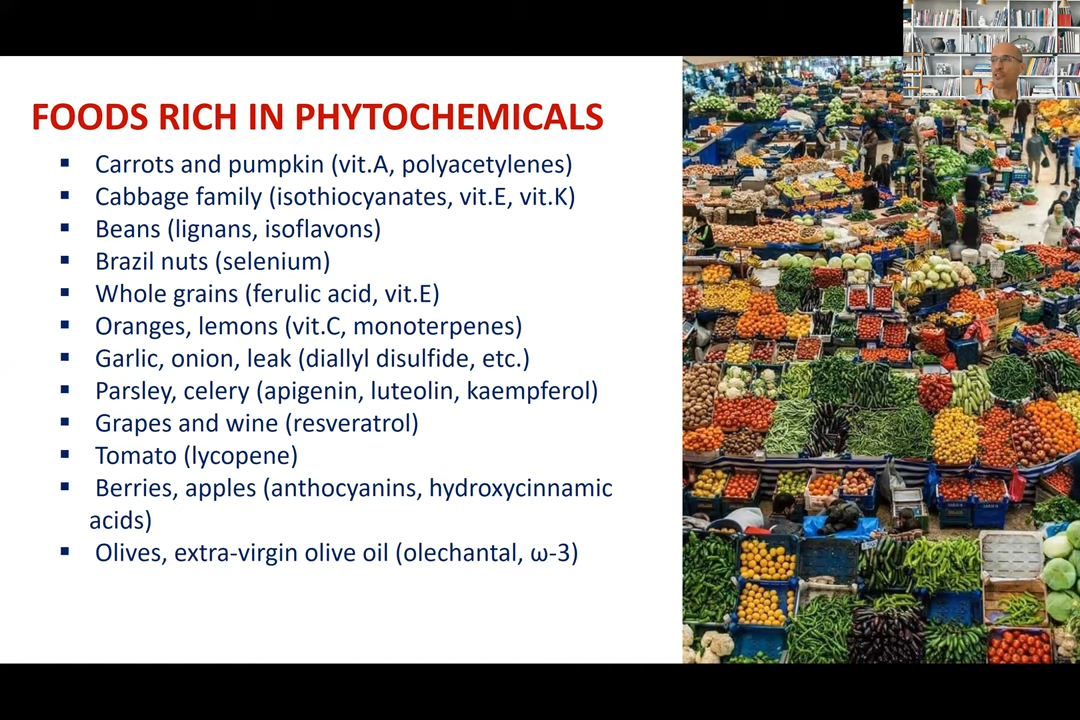 FOODS RICH IN PHYTOCHEMICALS
▪ Carrots and pumpkin (vit.A, polyacetylenes)
▪ Cabbage family (isothiocyanates, vit.E, vit.K)
▪ Beans (lignans, isoflavons)
▪ Brazil nuts (selenium)
▪ Whole grains (ferulic acid, vit.E)
▪ Oranges, lemons (vit.C, monoterpenes)
▪ Garlic, onion, leak (diallyl disulfide, etc.)
▪ Parsley, celery (apigenin, luteolin, kaempferol)
▪ Grapes and wine (resveratrol)
▪ Tomato (lycopene)
▪ Berries, apples (anthocyanins, hydroxycinnamic
acids)
▪ Olives, extra-virgin olive oil (olechantal, ω-3)